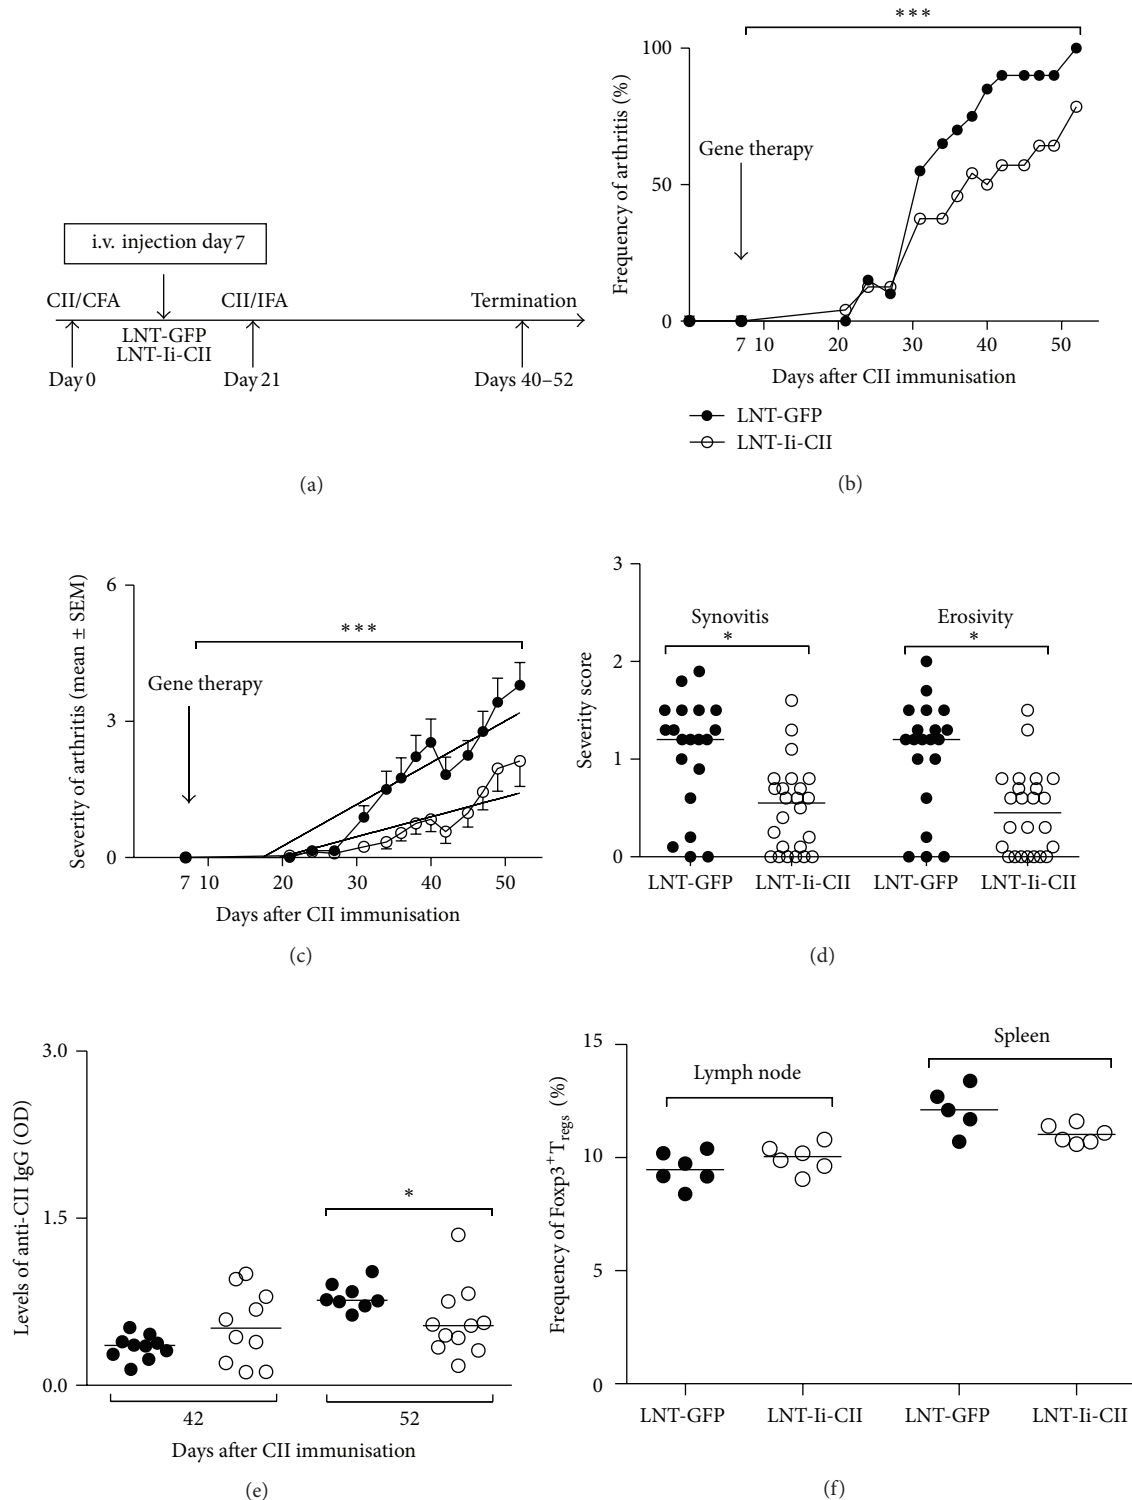 i.v. injection day 7
CII/CFA
CII/IFA
Termination
LNT-GFP
LNT-Ii-CII
Day 0
Day 21
Days 40–52
(a)
***
100
50
0
Frequency of arthritis (%)
Gene therapy
7 10 20 30 40 50
Days after CII immunisation
LNT-GFP
LNT-Ii-CII
(b)
6
3
0
Severity of arthritis (mean ± SEM)
***
Gene therapy
7 10 20 30 40 50
Days after CII immunisation
(c)
3
2
1
0
Severity score
Synovitis
*
Erosivity
*
LNT-GFP LNT-Ii-CII LNT-GFP LNT-Ii-CII
(d)
3.0
1.5
0.0
Levels of anti-CII IgG (OD)
*
42 52
Days after CII immunisation
(e)
15
10
5
0
Frequency of Foxp3+Tregs (%)
Lymph node
Spleen
LNT-GFP LNT-Ii-CII LNT-GFP LNT-Ii-CII
(f)